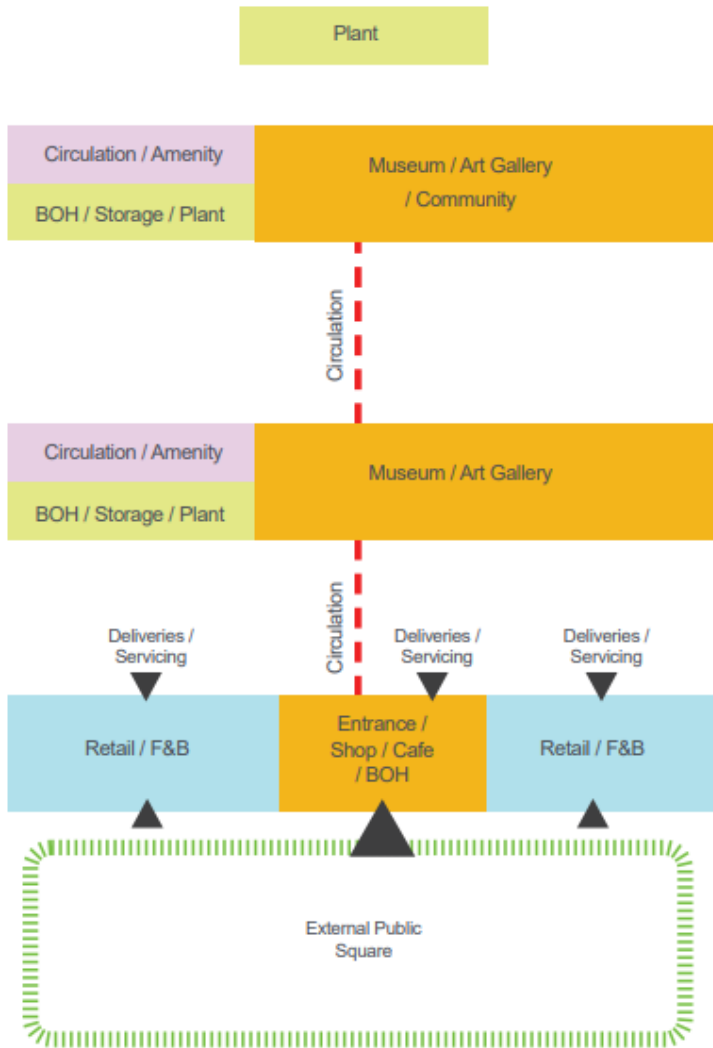 Plant
Circulation / Amenity
BOH / Storage / Plant
Museum / Art Gallery
/ Community
Circulation
Circulation / Amenity
BOH / Storage / Plant
Museum / Art Gallery
Circulation
Deliveries /
Servicing
Deliveries /
Servicing
Deliveries /
Servicing
Retail / F&B
Entrance /
Shop / Cafe
/ BOH
Retail / F&B
External Public
Square